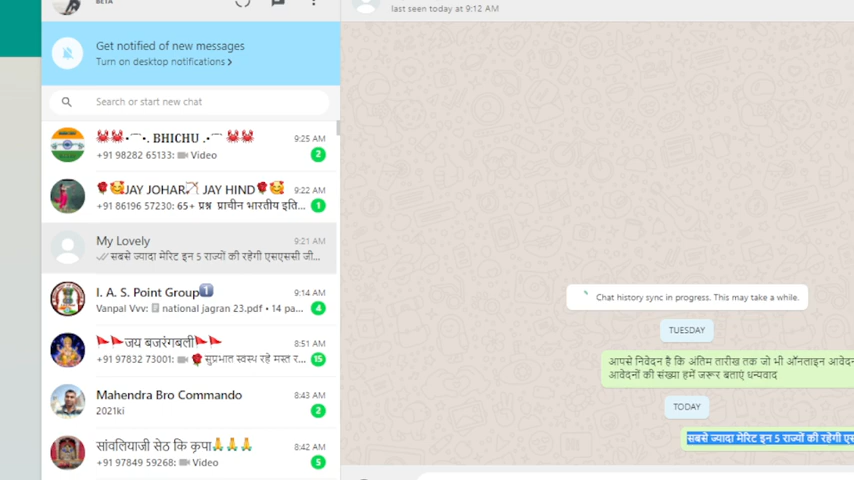 BETA
last seen today at 9:12 AM
Get notified of new messages
Turn on desktop notifications >
Search or start new chat
BHICHU
9:25 AM
+91 98282 65133: Video
2
JAY JOHAR JAY HIND
9:22 AM
+91 86196 57230: 65+ प्रश्न प्राचीन भारतीय इति...
1
My Lovely
9:21 AM
सबसे ज्यादा मेरिट इन 5 राज्यों की रहेगी एसएससी जी...
I. A. S. Point Group1
9:14 AM
Vanpal Vvv: national jagran 23.pdf • 14 pa...
4
जय बजरंगबली
8:51 AM
+91 97832 73001: सुप्रभात स्वस्थ रहे मस्त र...
15
Mahendra Bro Commando
8:43 AM
2021ki
2
सांवलियाजी सेठ कि कृपा
8:42 AM
+91 97849 59268: Video
5
Chat history sync in progress. This may take a while.
TUESDAY
आपसे निवेदन है कि अंतिम तारीख तक जो भी ऑनलाइन आवेदन
आवेदनों की संख्या हमें जरूर बताएं धन्यवाद
TODAY
सबसे ज्यादा मेरिट इन 5 राज्यों की रहेगी एस